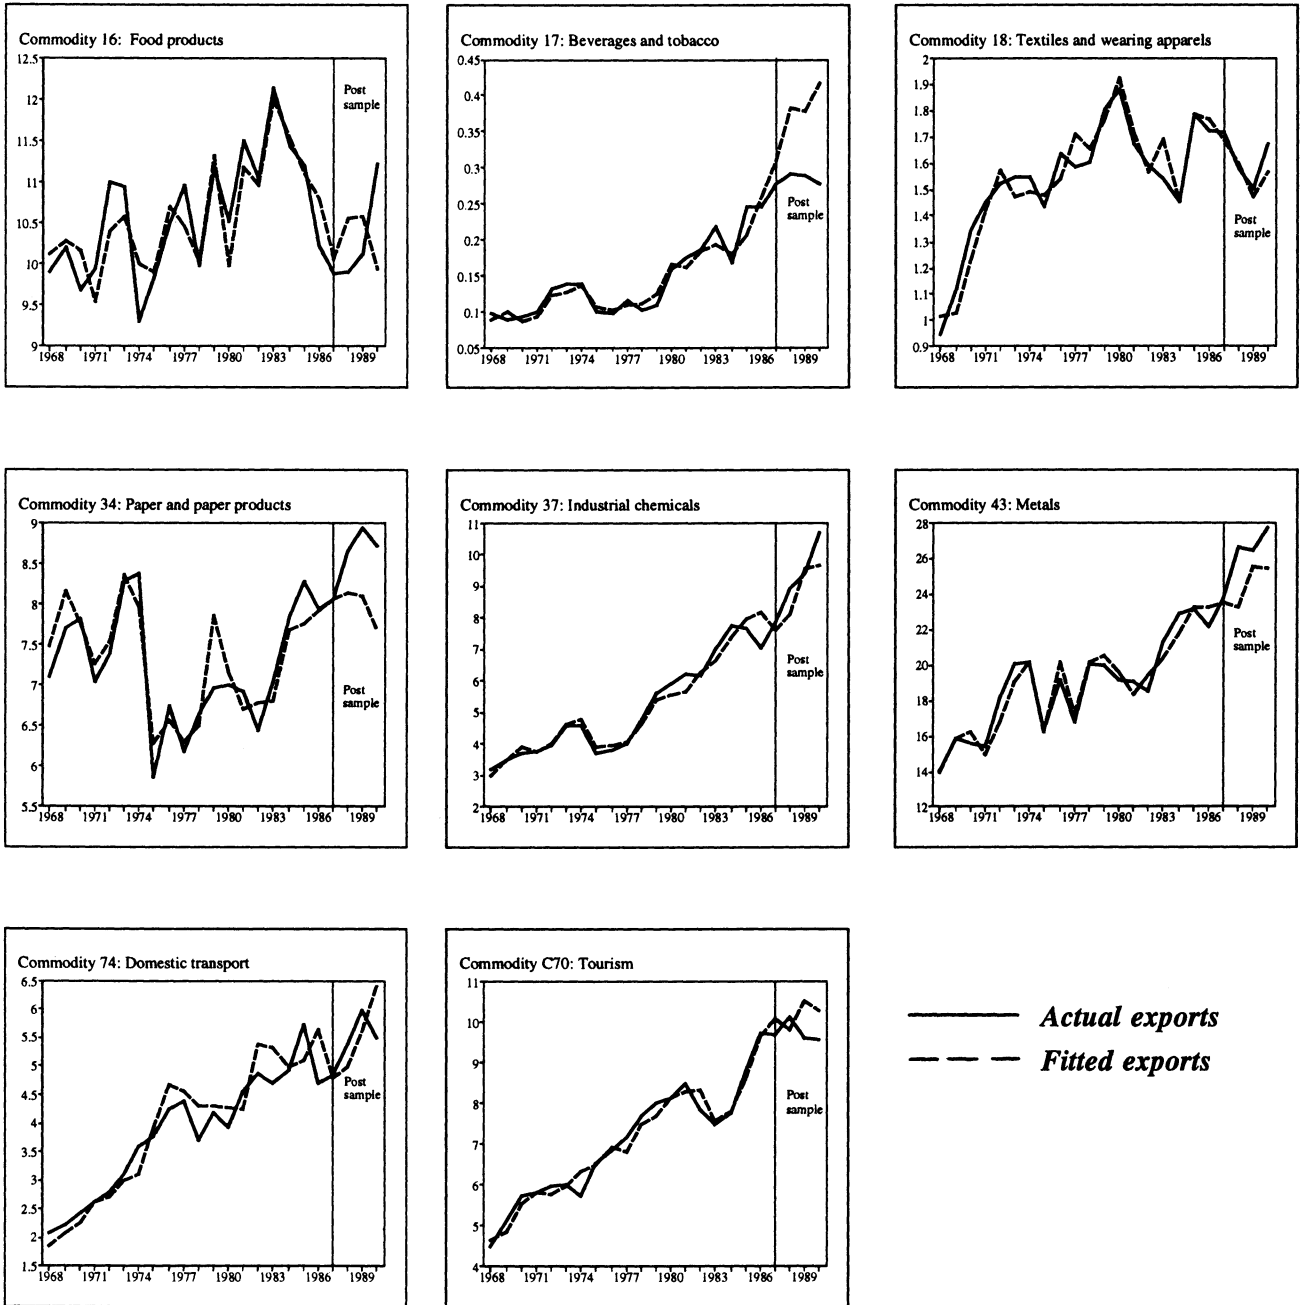 Commodity 16: Food products
12.5
12
11.5
11
10.5
10
9.5
9
1968 1971 1974 1977 1980 1983 1986 1989
Post
sample
Commodity 17: Beverages and tobacco
0.45
0.4
0.35
0.3
0.25
0.2
0.15
0.1
0.05
1968 1971 1974 1977 1980 1983 1986 1989
Post
sample
Commodity 18: Textiles and wearing apparels
2
1.9
1.8
1.7
1.6
1.5
1.4
1.3
1.2
1.1
1
0.9
1968 1971 1974 1977 1980 1983 1986 1989
Post
sample
Commodity 34: Paper and paper products
9
8.5
8
7.5
7
6.5
6
5.5
1968 1971 1974 1977 1980 1983 1986 1989
Post
sample
Commodity 37: Industrial chemicals
11
10
9
8
7
6
5
4
3
2
1968 1971 1974 1977 1980 1983 1986 1989
Post
sample
Commodity 43: Metals
28
26
24
22
20
18
16
14
12
1968 1971 1974 1977 1980 1983 1986 1989
Post
sample
Commodity 74: Domestic transport
6.5
6
5.5
5
4.5
4
3.5
3
2.5
2
1.5
1968 1971 1974 1977 1980 1983 1986 1989
Post
sample
Commodity C70: Tourism
11
10
9
8
7
6
5
4
1968 1971 1974 1977 1980 1983 1986 1989
Post
sample
Actual exports
Fitted exports